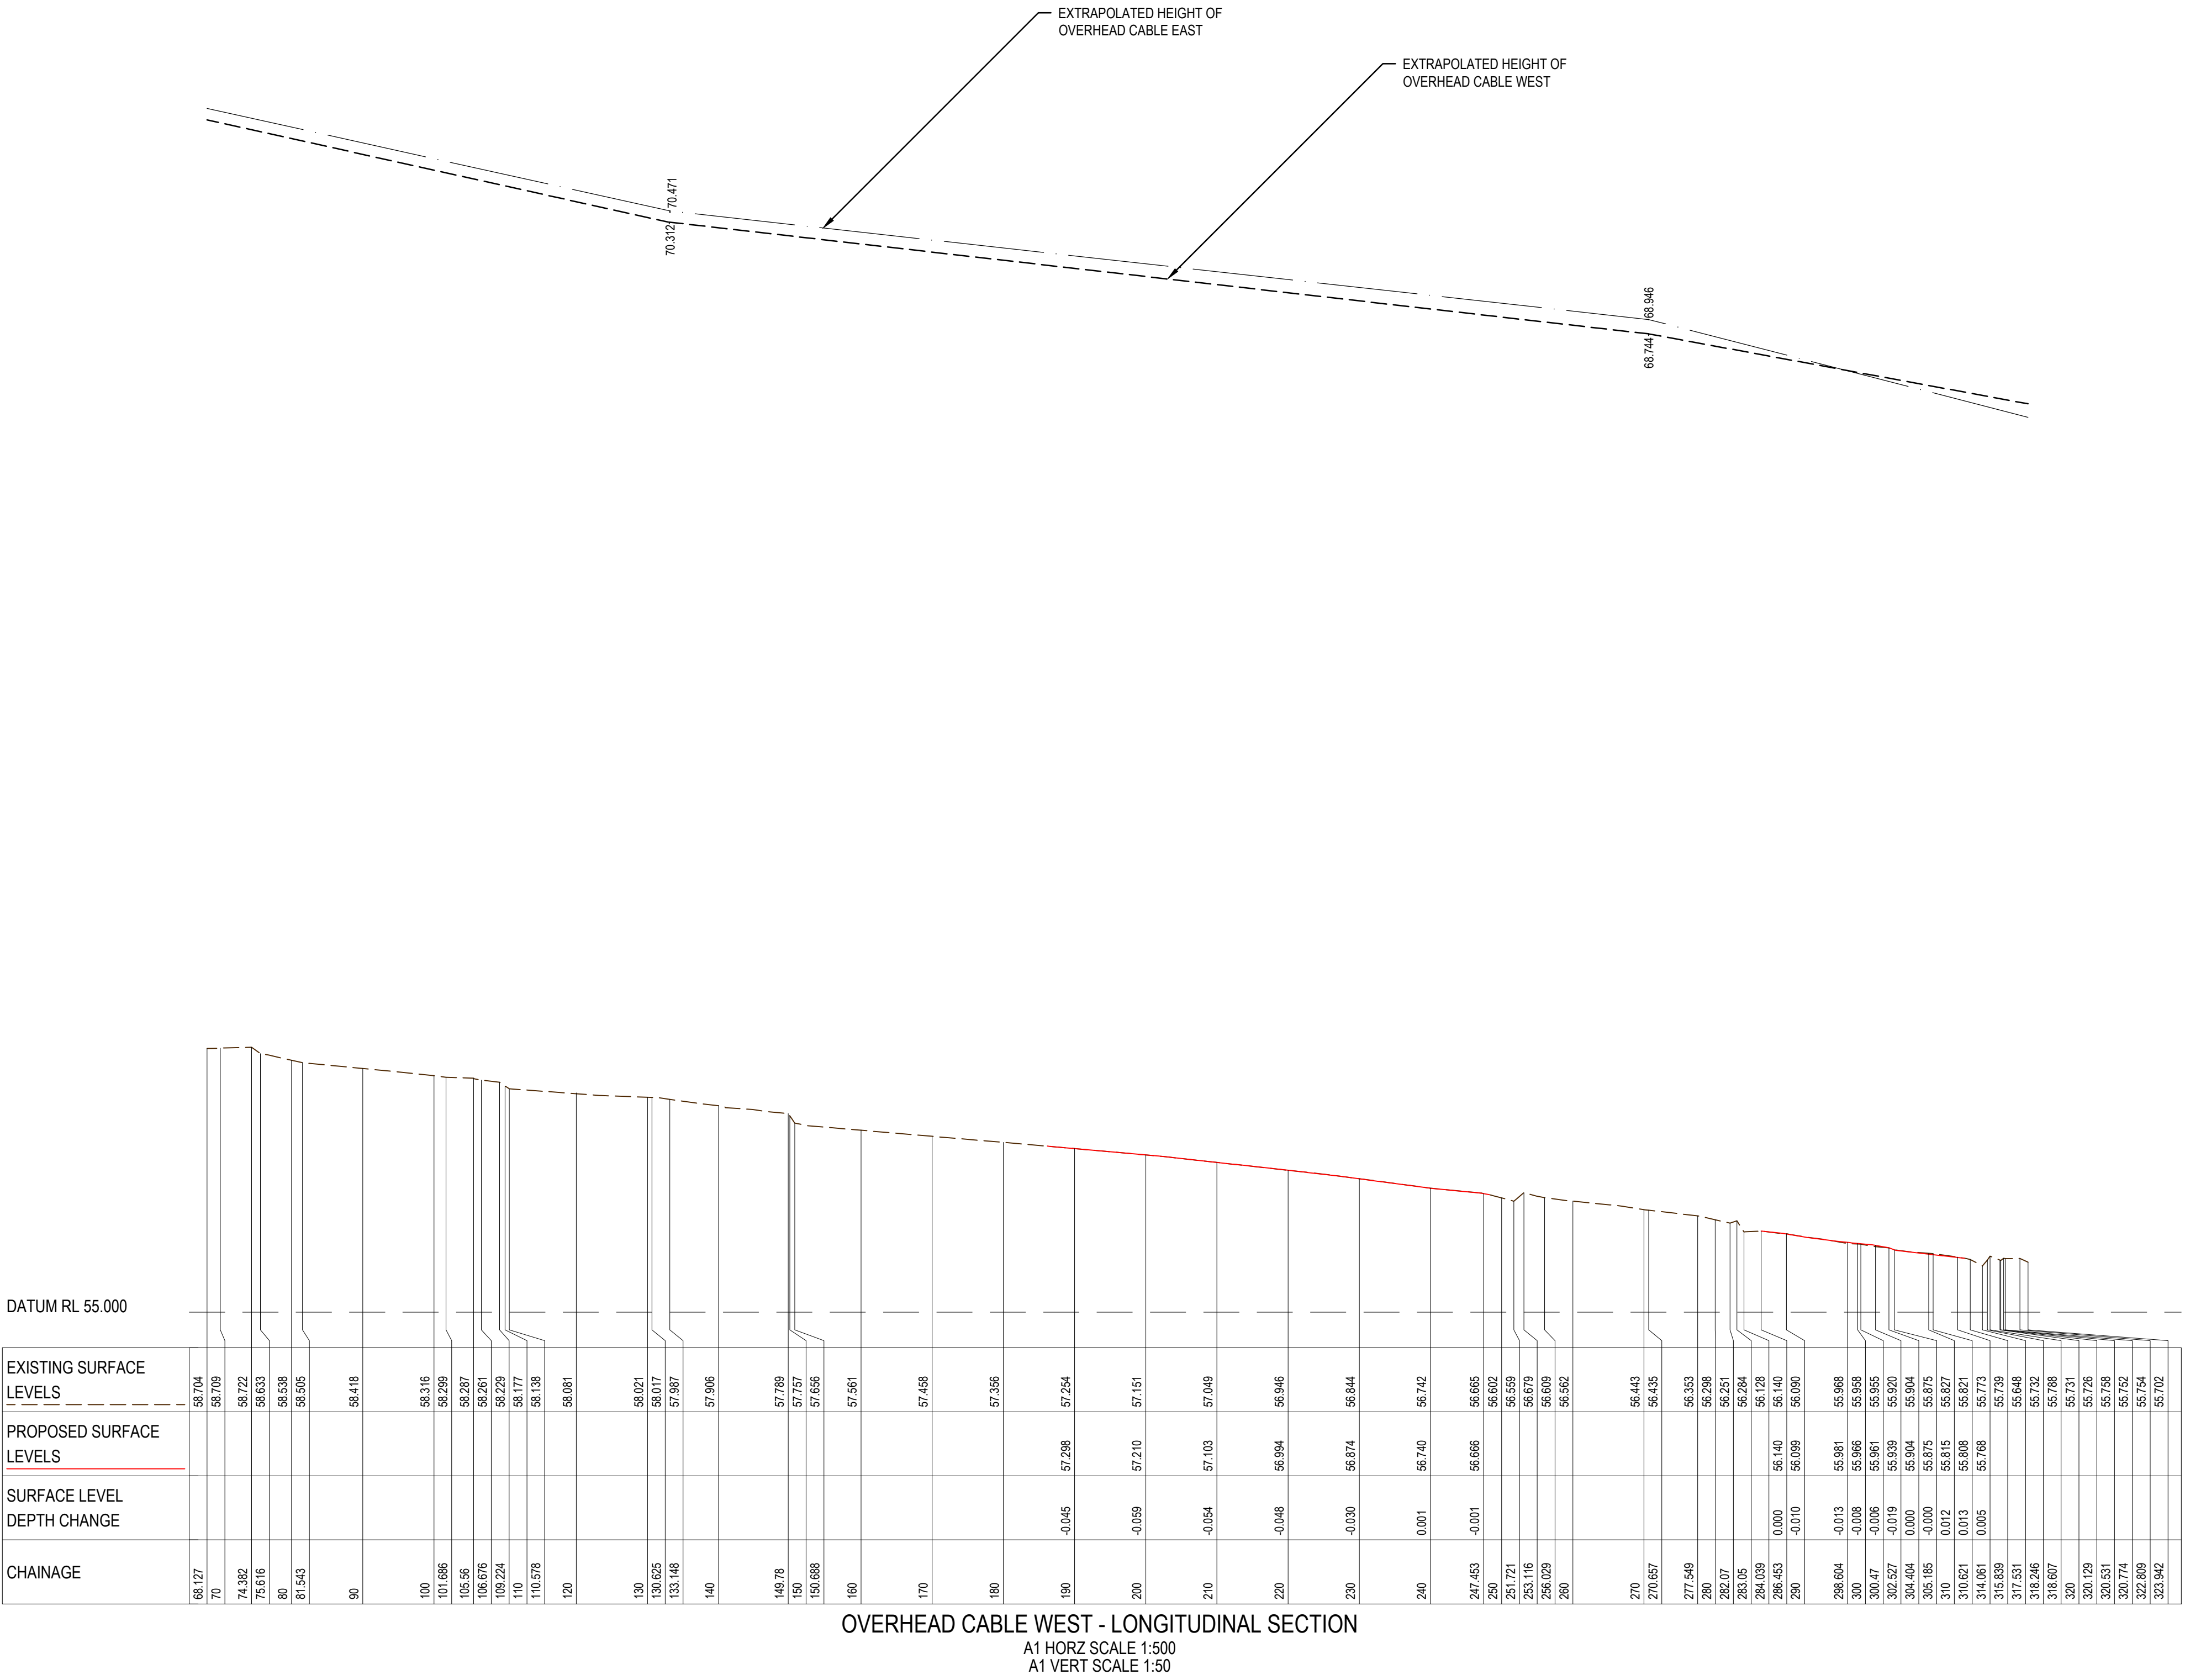 EXTRAPOLATED HEIGHT OF
OVERHEAD CABLE EAST
EXTRAPOLATED HEIGHT OF
OVERHEAD CABLE WEST
70.471
70.312
68.946
68.744
DATUM RL 55.000
EXISTING SURFACE
LEVELS
58.704 58.709 58.722 58.633 58.538 58.505 58.418 58.316 58.299 58.287 58.261 58.229 58.177 58.138 58.081 58.021 58.017 57.987 57.906 57.789 57.757 57.656 57.561 57.458 57.356 57.254 57.151 57.049 56.946 56.844 56.742 56.665 56.602 56.559 56.679 56.609 56.562 56.443 56.435 56.353 56.298 56.251 56.284 56.128 56.140 56.090 55.968 55.958 55.955 55.920 55.904 55.875 55.827 55.821 55.773 55.739 55.648 55.732 55.788 55.731 55.726 55.758 55.752 55.754 55.702
PROPOSED SURFACE
LEVELS
57.298 57.210 57.103 56.994 56.874 56.740 56.666 56.140 56.099 55.981 55.966 55.961 55.939 55.904 55.875 55.815 55.808 55.768
SURFACE LEVEL
DEPTH CHANGE
-0.045 -0.059 -0.054 -0.048 -0.030 0.001 -0.001 0.000 -0.010 -0.013 -0.008 -0.006 -0.019 0.000 -0.000 0.012 0.013 0.005
CHAINAGE
68.127 70 74.382 75.616 80 81.543 90 100 101.686 105.56 106.676 109.224 110 110.578 120 130 130.625 133.148 140 149.78 150 150.688 160 170 180 190 200 210 220 230 240 247.453 250 251.721 253.116 256.029 260 270 270.657 277.549 280 282.07 283.05 284.039 286.453 290 298.604 300 300.47 302.527 304.404 305.185 310 310.621 314.061 315.839 317.531 318.246 318.607 320 320.129 320.531 320.774 322.809 323.942
OVERHEAD CABLE WEST - LONGITUDINAL SECTION
A1 HORZ SCALE 1:500
A1 VERT SCALE 1:50